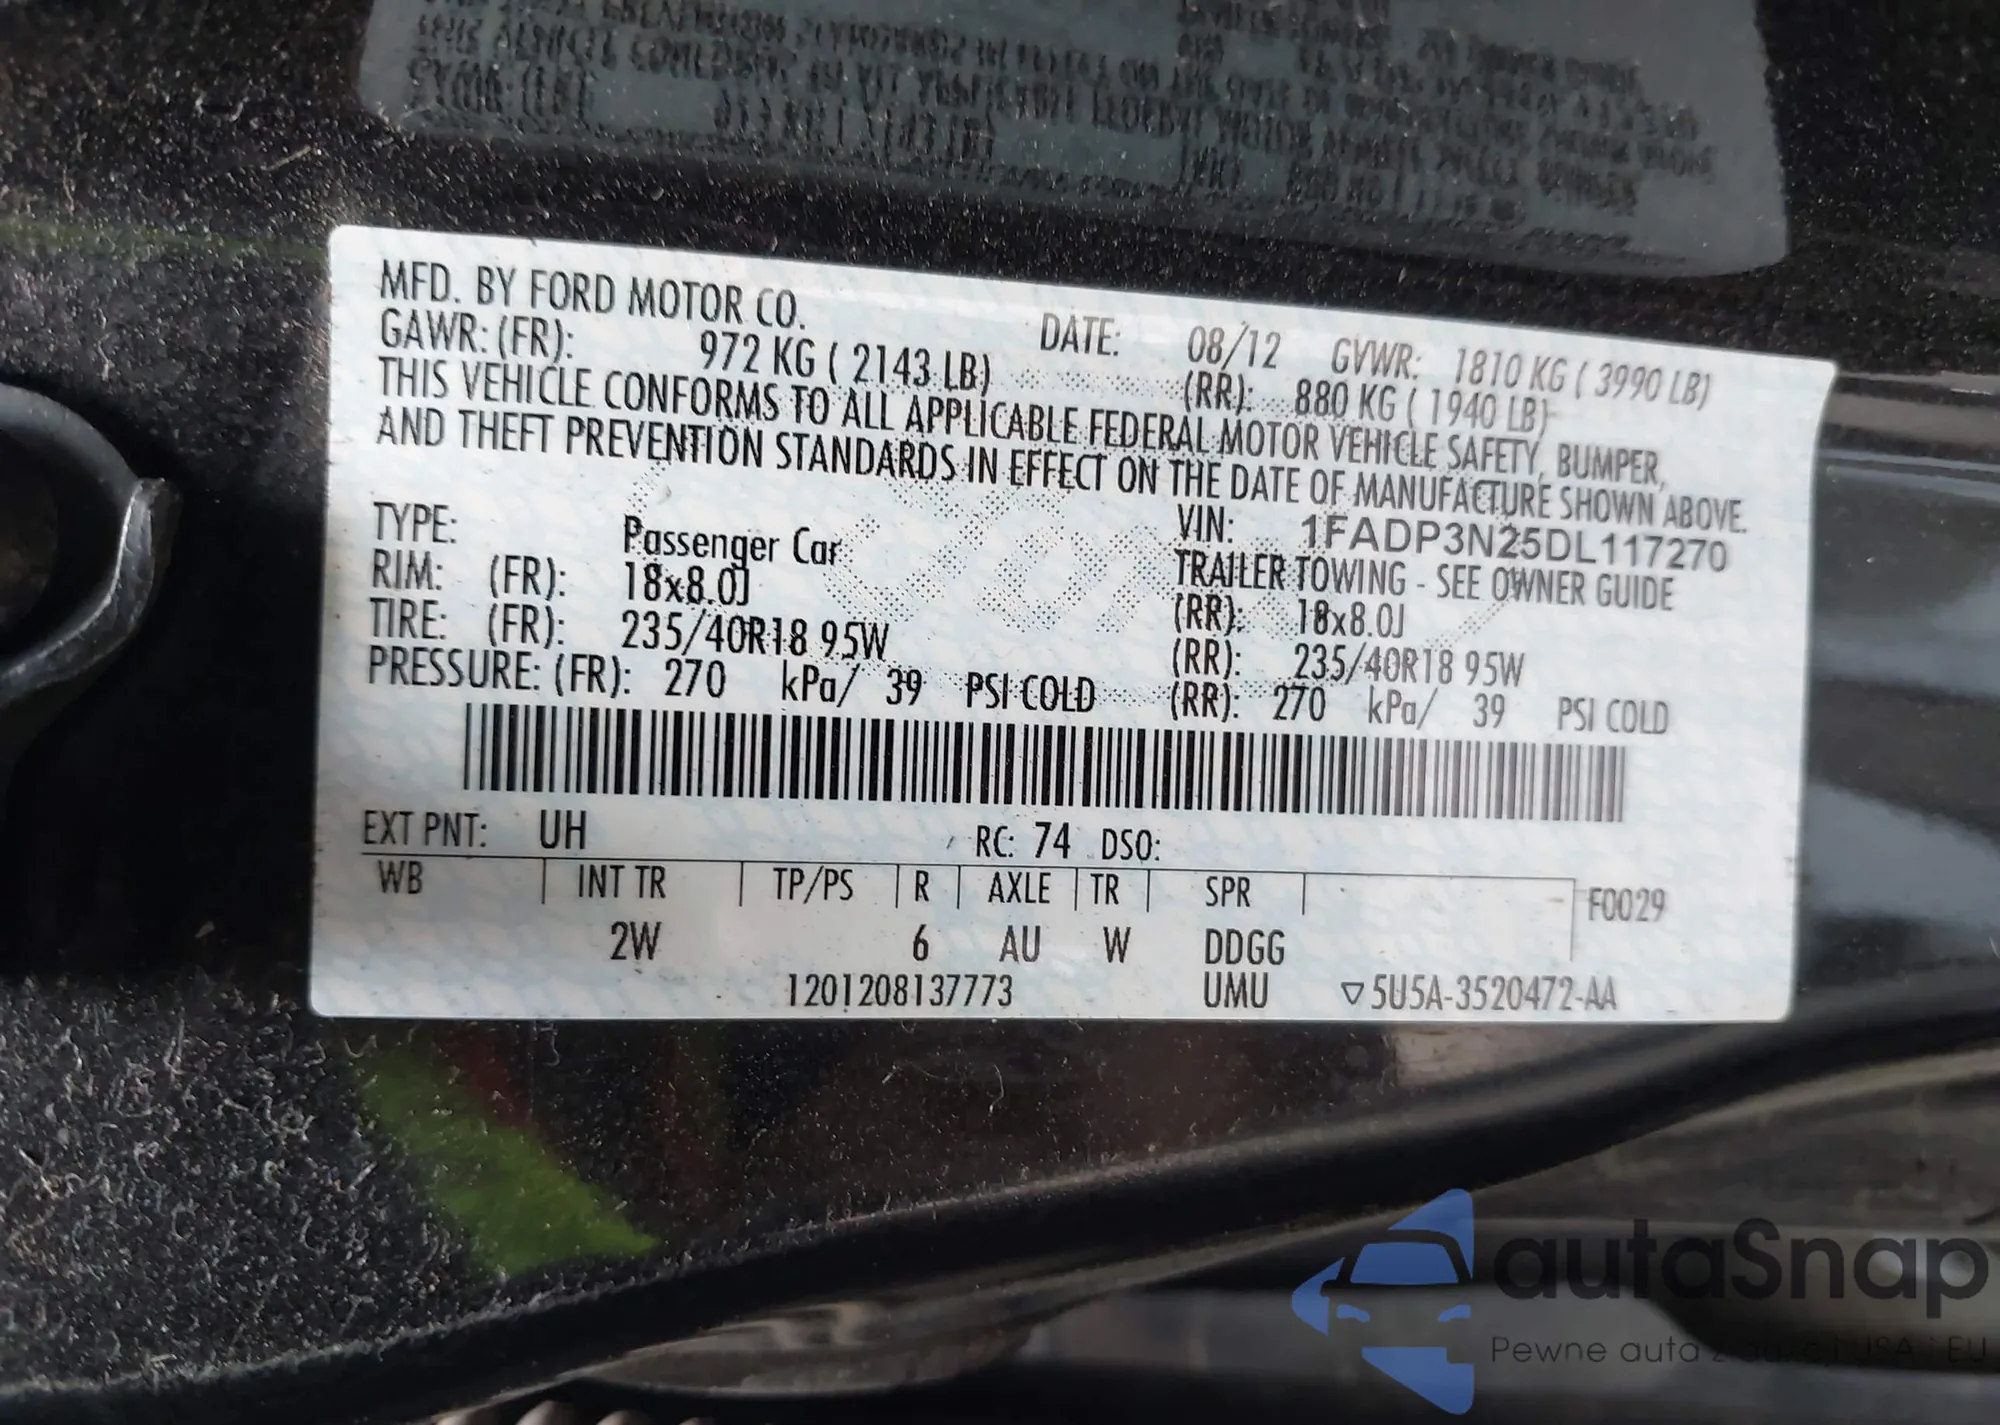 MFD. BY FORD MOTOR CO.
DATE: 08/12 GVWR: 1810 KG ( 3990 LB)
GAWR: (FR): 972 KG ( 2143 LB) (RR): 880 KG ( 1940 LB)
THIS VEHICLE CONFORMS TO ALL APPLICABLE FEDERAL MOTOR VEHICLE SAFETY, BUMPER,
AND THEFT PREVENTION STANDARDS IN EFFECT ON THE DATE OF MANUFACTURE SHOWN ABOVE.
VIN: 1FADP3N25DL117270
TYPE: Passenger Car TRAILER TOWING - SEE OWNER GUIDE
RIM: (FR): 18x8.0J (RR): 18x8.0J
TIRE: (FR): 235/40R18 95W (RR): 235/40R18 95W
PRESSURE: (FR): 270 kPa/ 39 PSI COLD (RR): 270 kPa/ 39 PSI COLD
EXT PNT: UH RC: 74 DSO:
WB INT TR TP/PS R AXLE TR SPR F0029
2W 6 AU W DDGG
1201208137773 UMU ▽5U5A-3520472-AA
autaSnap
Pewne auta z aukcji USA i EU